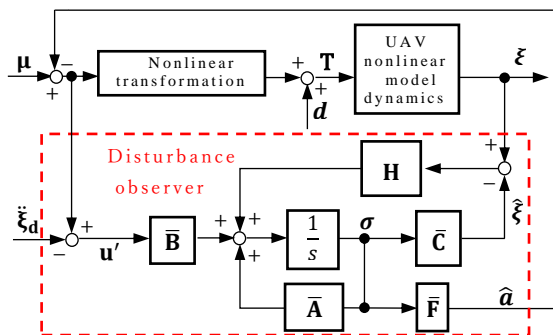 μ
−
+
Nonlinear
transformation
+
+
d
T
UAV
nonlinear
model
dynamics
ξ
Disturbance
observer
H
+
−
ξ̂
ξ̈d
−
+
u′
B̄
+
+
+
+
1
s
σ
C̄
Ā
F̄
â